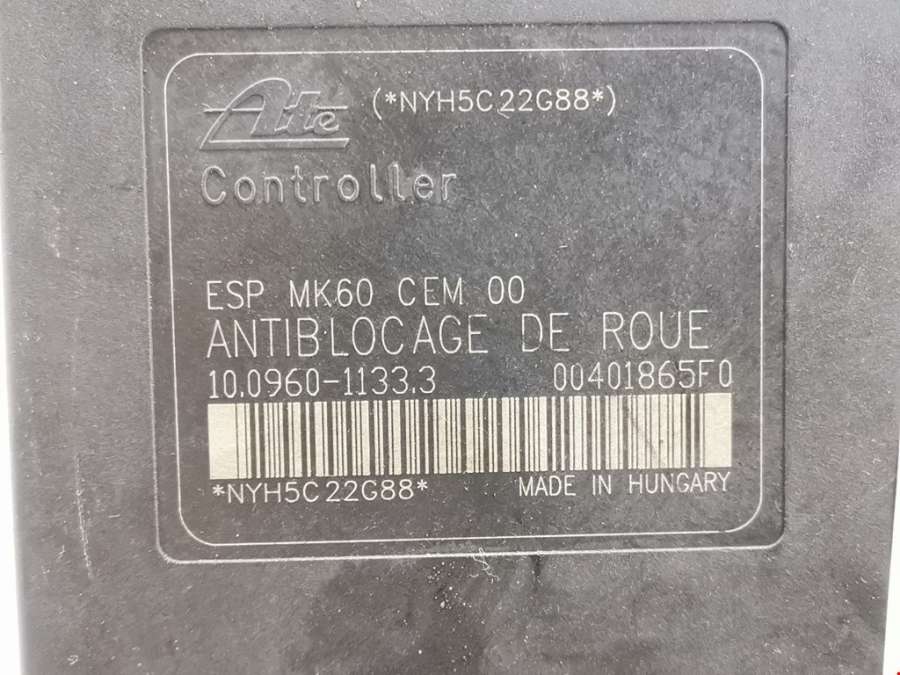 Ate (*NYH5C22G88*)
Controller
ESP MK60 CEM 00
ANTIBLOCAGE DE ROUE
10.0960-1133.3 00401865F0
*NYH5C22G88* MADE IN HUNGARY